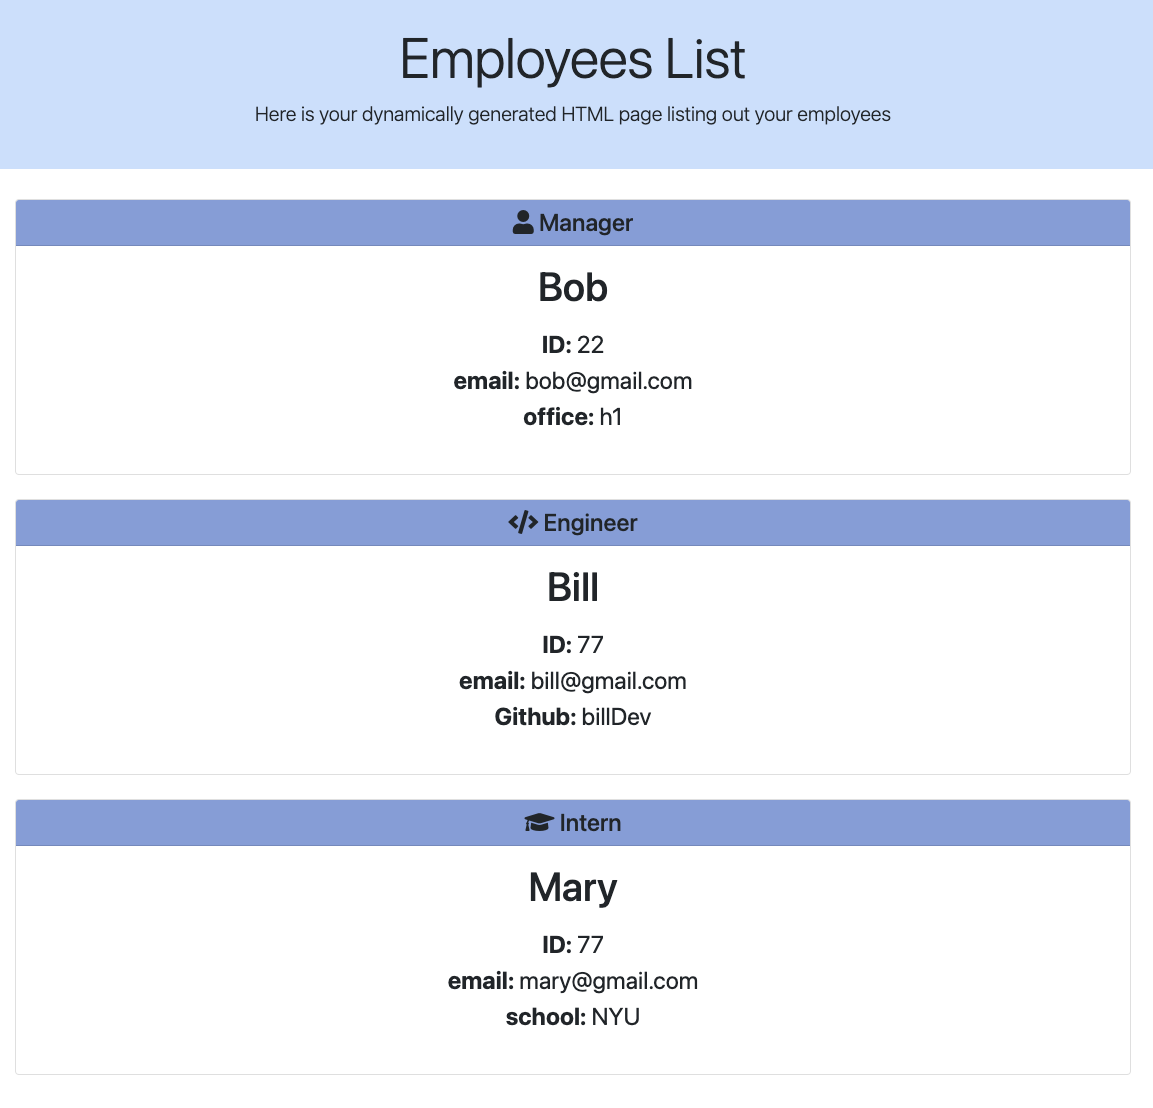 Employees List
Here is your dynamically generated HTML page listing out your employees
Manager
Bob
ID: 22
email: bob@gmail.com
office: h1
Engineer
Bill
ID: 77
email: bill@gmail.com
Github: billDev
Intern
Mary
ID: 77
email: mary@gmail.com
school: NYU